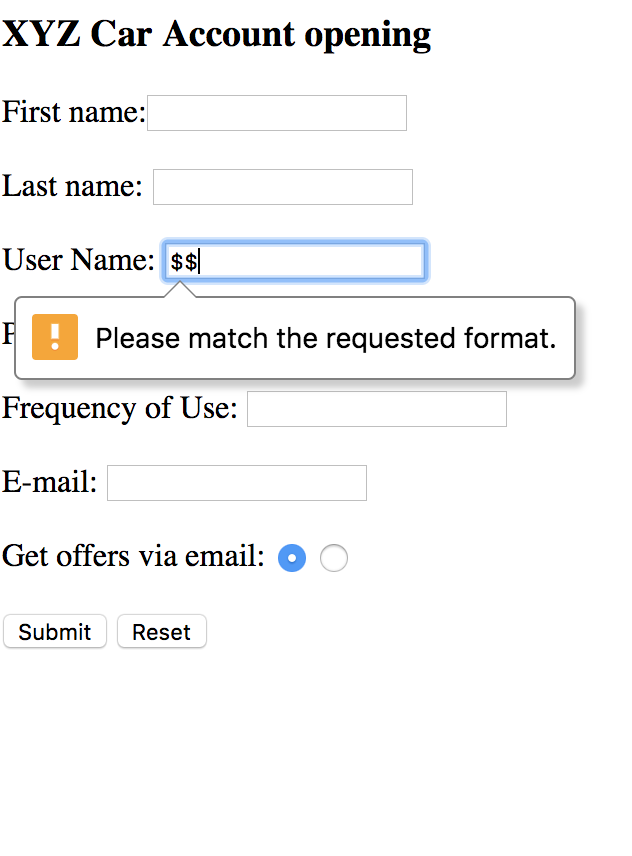 XYZ Car Account opening
First name:
Last name:
User Name: $$
Please match the requested format.
Frequency of Use:
E-mail:
Get offers via email:
Submit Reset